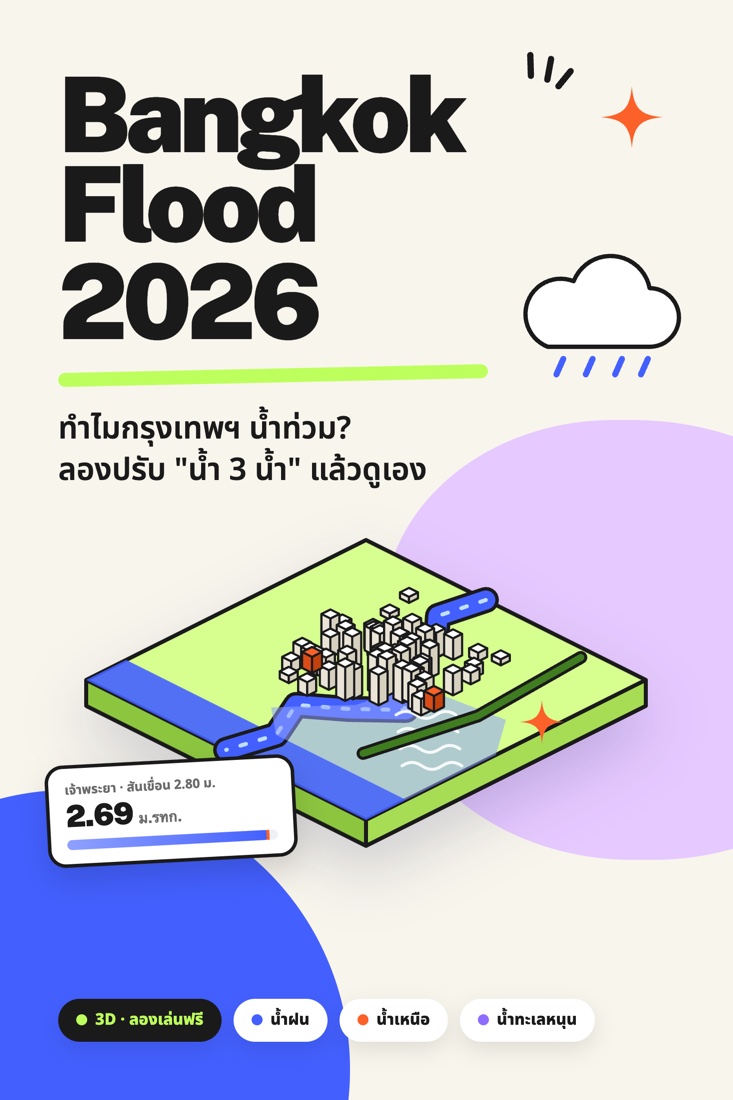 Bangkok
Flood
2026
ทำไมกรุงเทพฯ น้ำท่วม?
ลองปรับ "น้ำ 3 น้ำ" แล้วดูเอง
เจ้าพระยา · สันเขื่อน 2.80 ม.
2.69 ม.รทก.
3D · ลองเล่นฟรี
น้ำฝน
น้ำเหนือ
น้ำทะเลหนุน